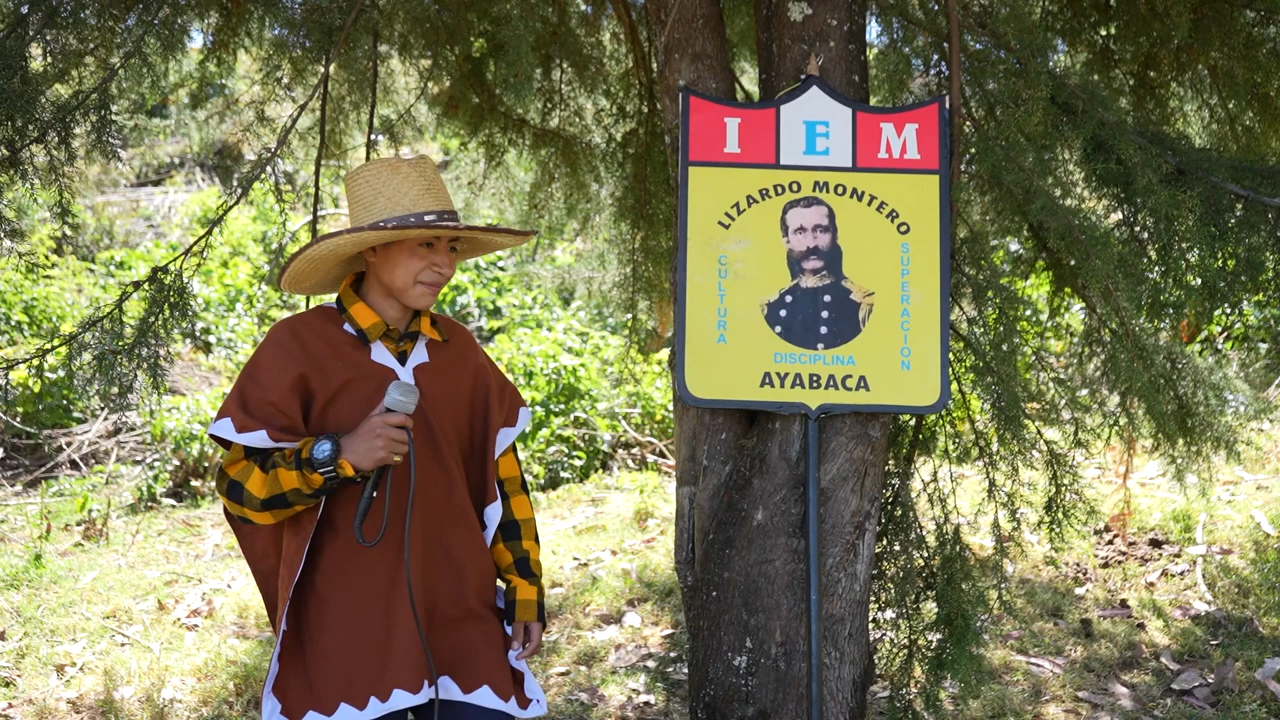 I E M
LIZARDO MONTERO
CULTURA
SUPERACION
DISCIPLINA
AYABACA